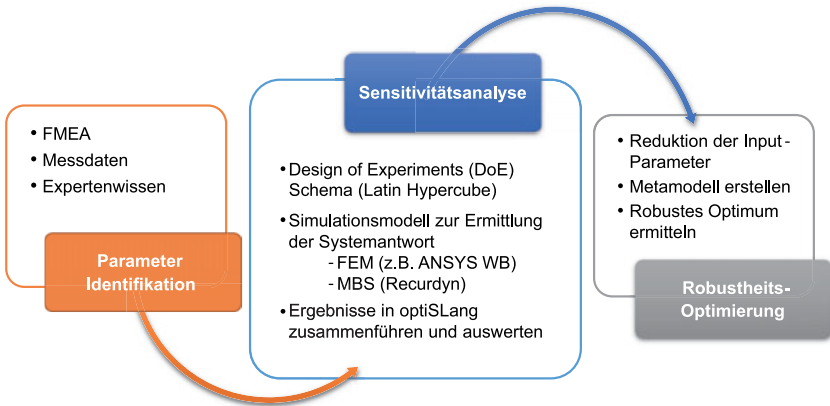 • FMEA
• Messdaten
• Expertenwissen
Parameter
Identifikation
Sensitivitätsanalyse
• Design of Experiments (DoE)
Schema (Latin Hypercube)
• Simulationsmodell zur Ermittlung
der Systemantwort
- FEM (z.B. ANSYS WB)
- MBS (Recurdyn)
• Ergebnisse in optiSLang
zusammenführen und auswerten
• Reduktion der Input-
Parameter
• Metamodell erstellen
• Robustes Optimum
ermitteln
Robustheits-
Optimierung